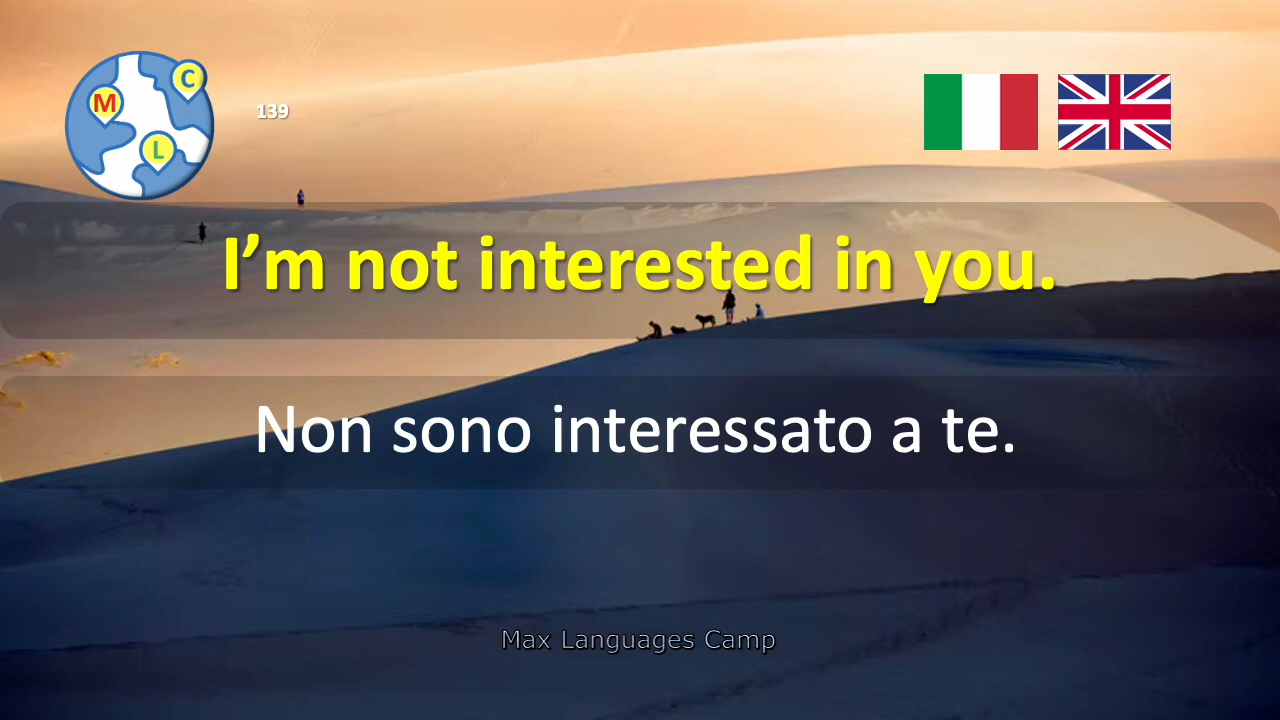 C
M
L
139
I’m not interested in you.
Non sono interessato a te.
Max Languages Camp